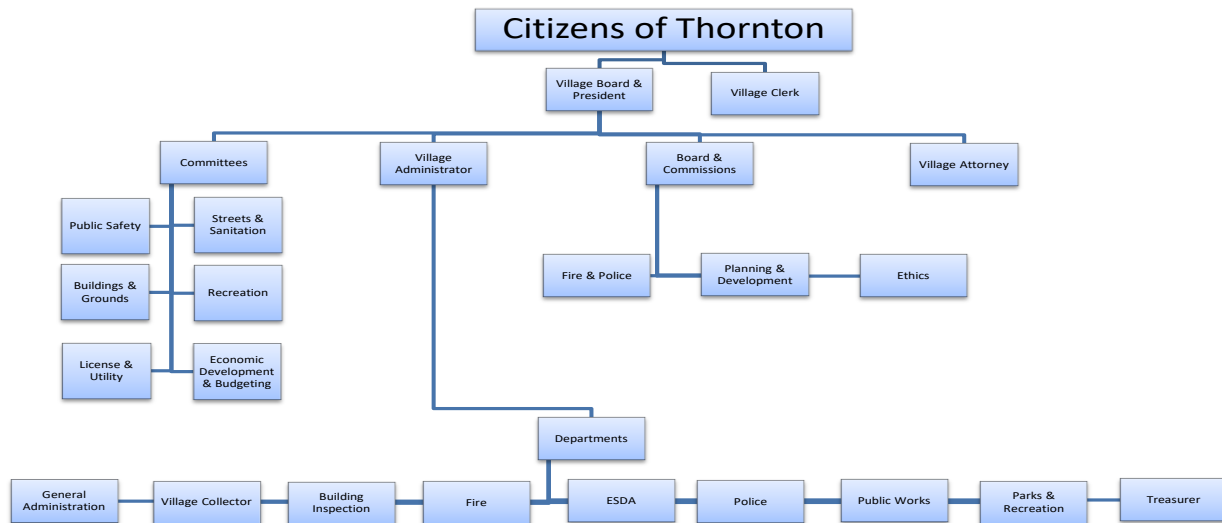 Citizens of Thornton
Village Board &
President
Village Clerk
Committees
Village
Administrator
Board &
Commissions
Village Attorney
Public Safety
Streets &
Sanitation
Buildings &
Grounds
Recreation
License &
Utility
Economic
Development
& Budgeting
Fire & Police
Planning &
Development
Ethics
Departments
General
Administration
Village Collector
Building
Inspection
Fire
ESDA
Police
Public Works
Parks &
Recreation
Treasurer